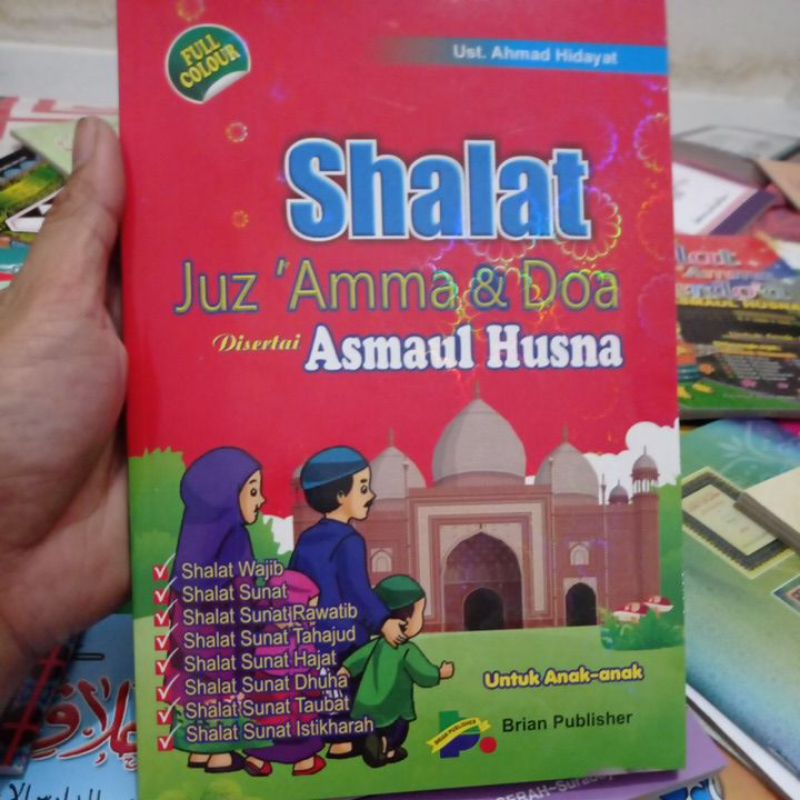 FULL
COLOUR
Ust. Ahmad Hidayat
Shalat
Juz 'Amma & Doa
Disertai Asmaul Husna
Shalat Wajib
Shalat Sunat
Shalat Sunat Rawatib
Shalat Sunat Tahajud
Shalat Sunat Hajat
Shalat Sunat Dhuha
Shalat Sunat Taubat
Shalat Sunat Istikharah
Untuk Anak-anak
BRIAN PUBLISHER
Brian Publisher